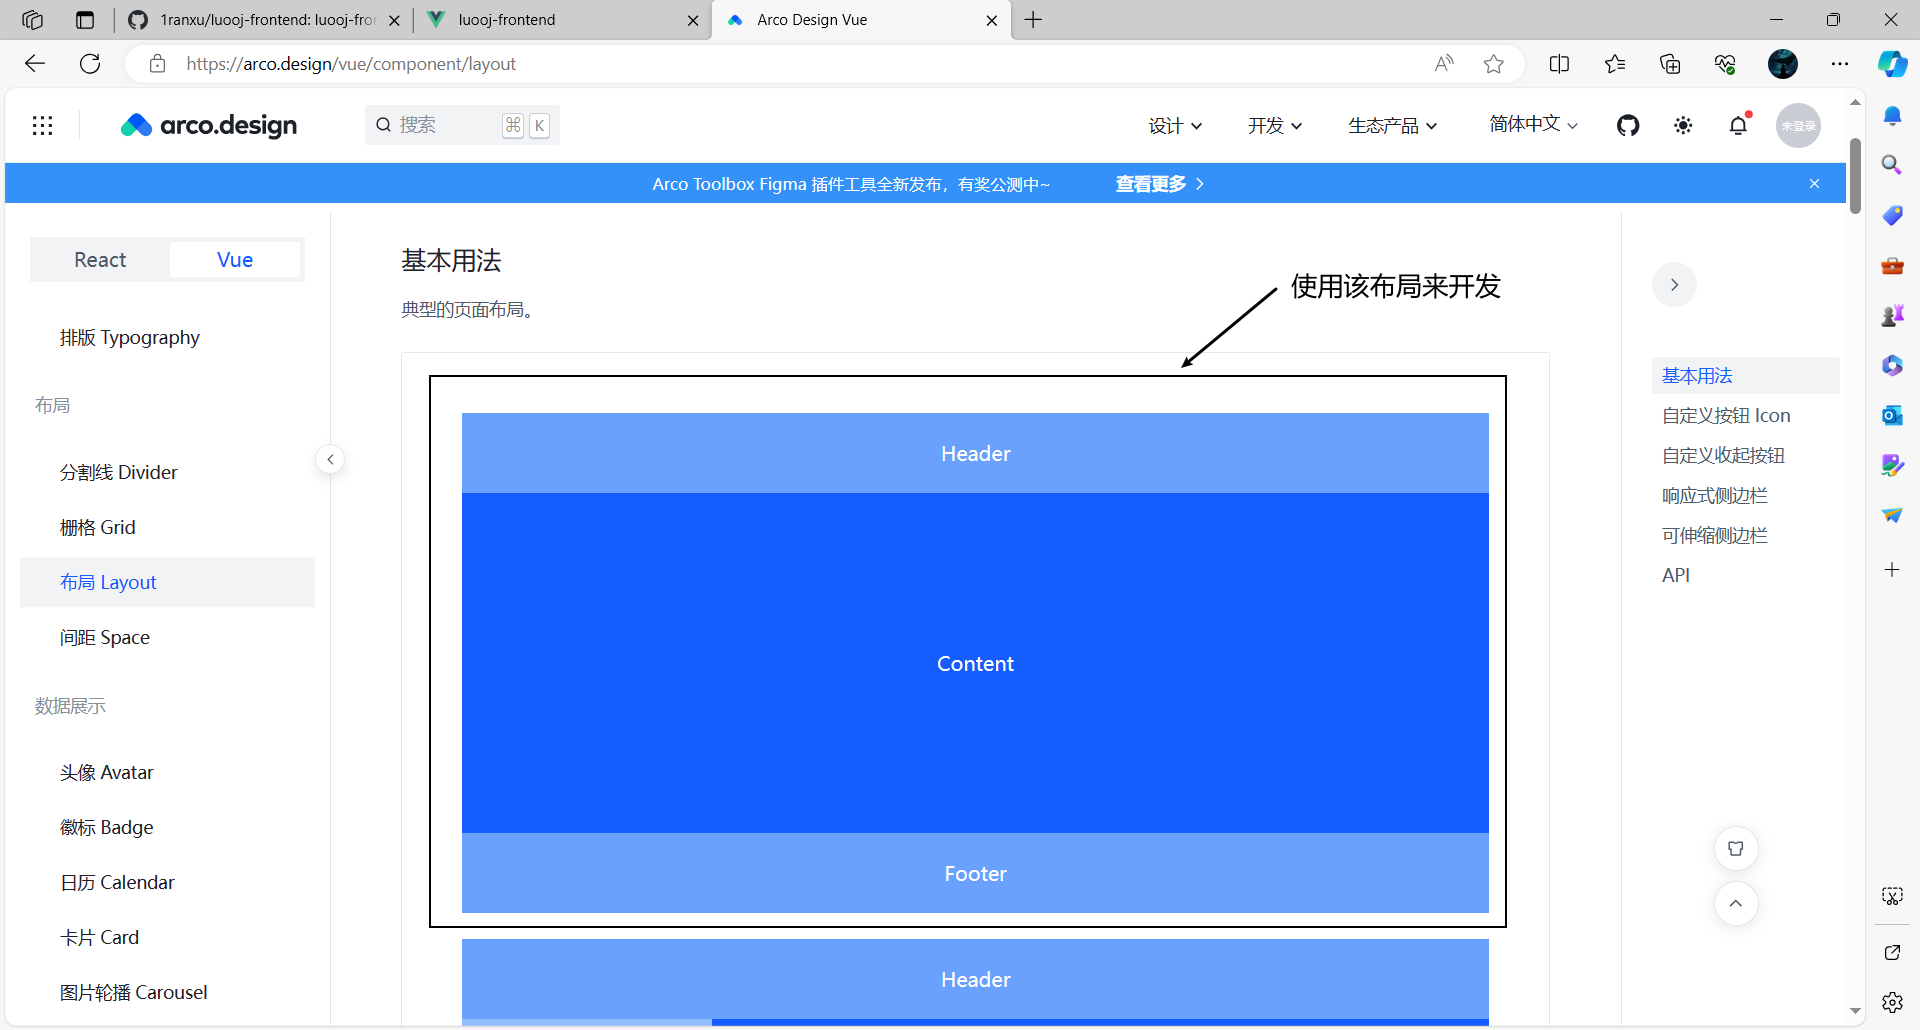 1ranxu/luooj-frontend: luooj-fron
luooj-frontend
Arco Design Vue
https://arco.design/vue/component/layout
arco.design
搜索
⌘ K
设计
开发
生态产品
简体中文
未登录
Arco Toolbox Figma 插件工具全新发布，有奖公测中~
查看更多
React
Vue
排版 Typography
布局
分割线 Divider
栅格 Grid
布局 Layout
间距 Space
数据展示
头像 Avatar
徽标 Badge
日历 Calendar
卡片 Card
图片轮播 Carousel
基本用法
典型的页面布局。
使用该布局来开发
Header
Content
Footer
Header
基本用法
自定义按钮 Icon
自定义收起按钮
响应式侧边栏
可伸缩侧边栏
API